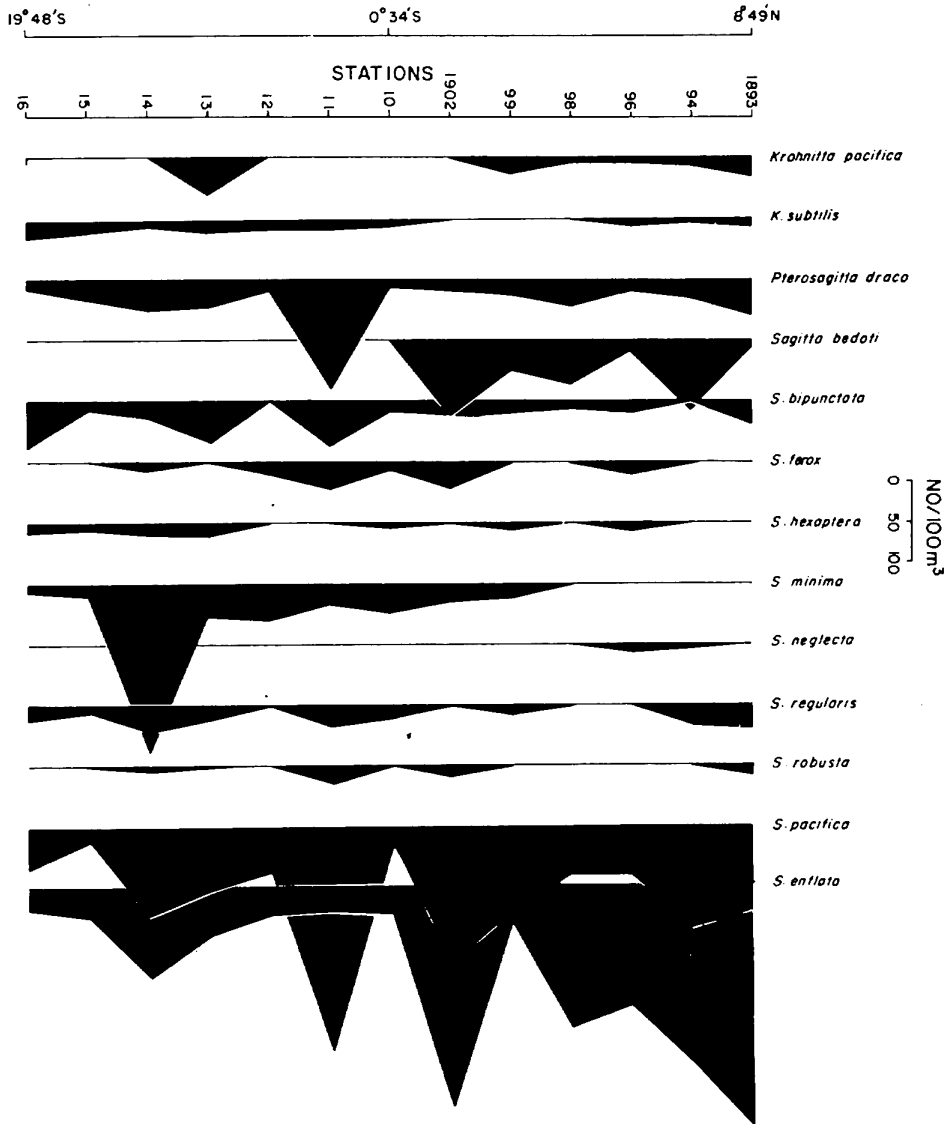 19°48'S 0°34'S 8°49'N
STATIONS
16 15 14 13 12 11 10 1902 99 98 96 94 1893
Krohnitta pacifica
K. subtilis
Pterosagitta draco
Sagitta bedoti
S. bipunctata
S. ferox
S. hexaptera
S minima
S. neglecta
S. regularis
S. robusta
S. pacifica
S. enflata
0 50 100
NO/100m³